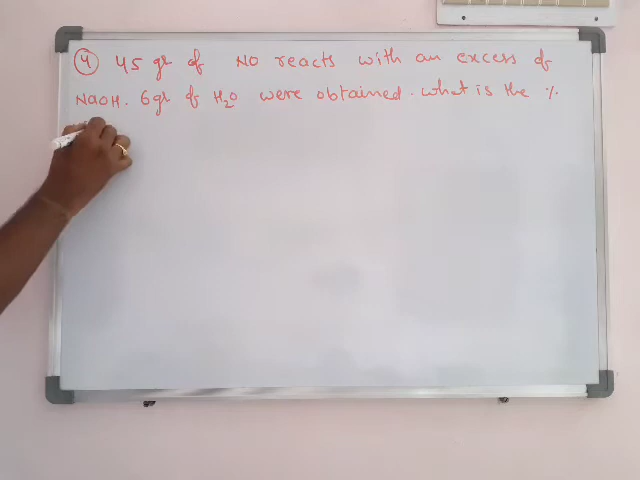 4 45 gr of NO reacts with an excess of
NaOH. 6gr of H2O were obtained. what is the %